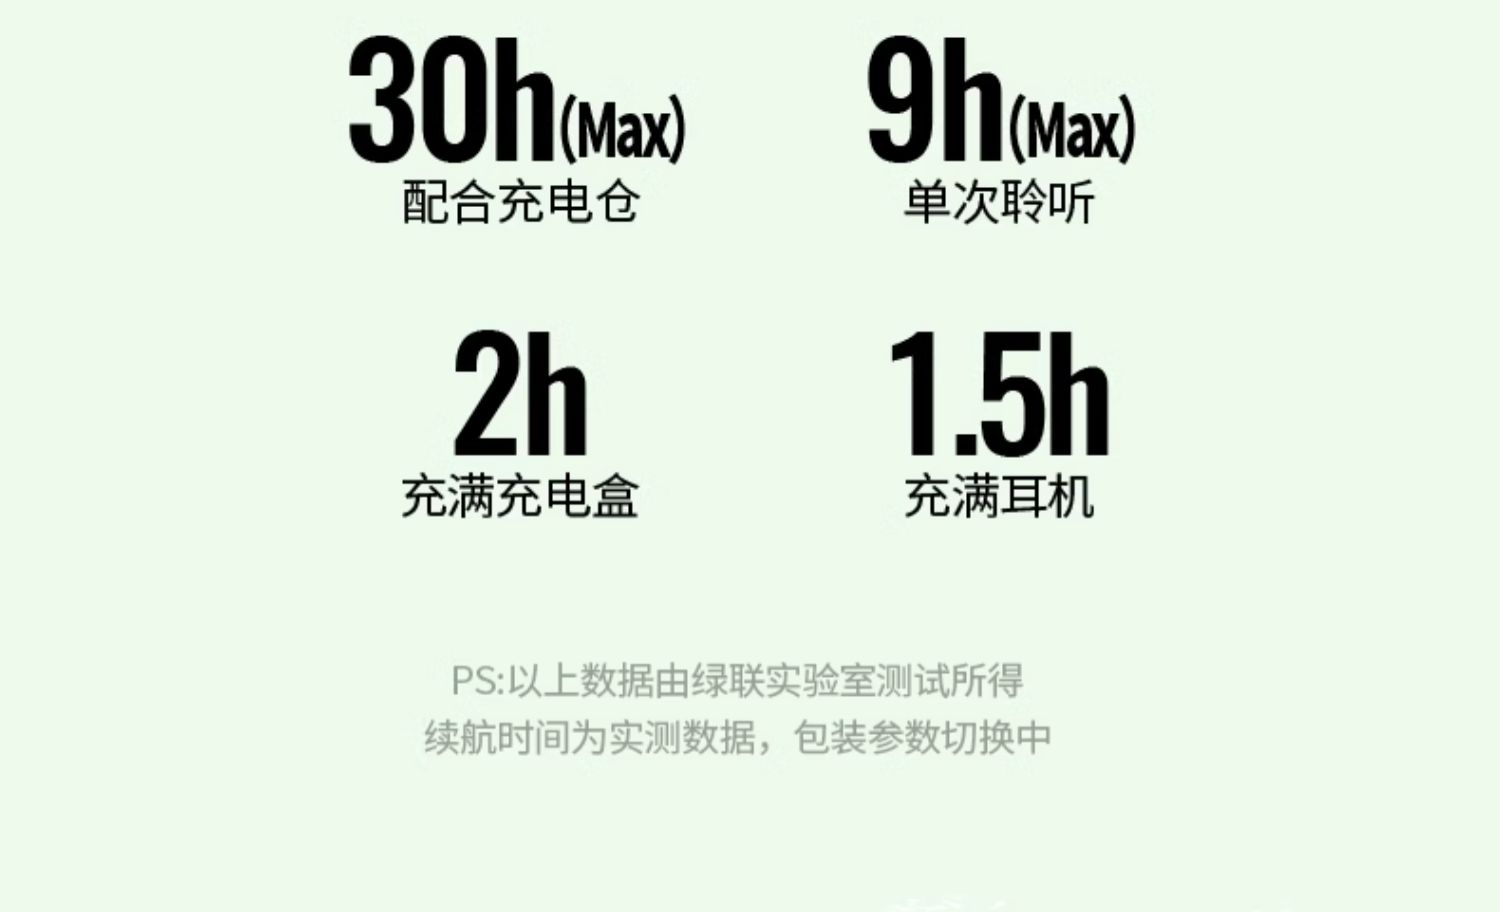 30h(Max)
9h(Max)
配合充电仓
单次聆听
2h
1.5h
充满充电盒
充满耳机
PS:以上数据由绿联实验室测试所得
续航时间为实测数据，包装参数切换中